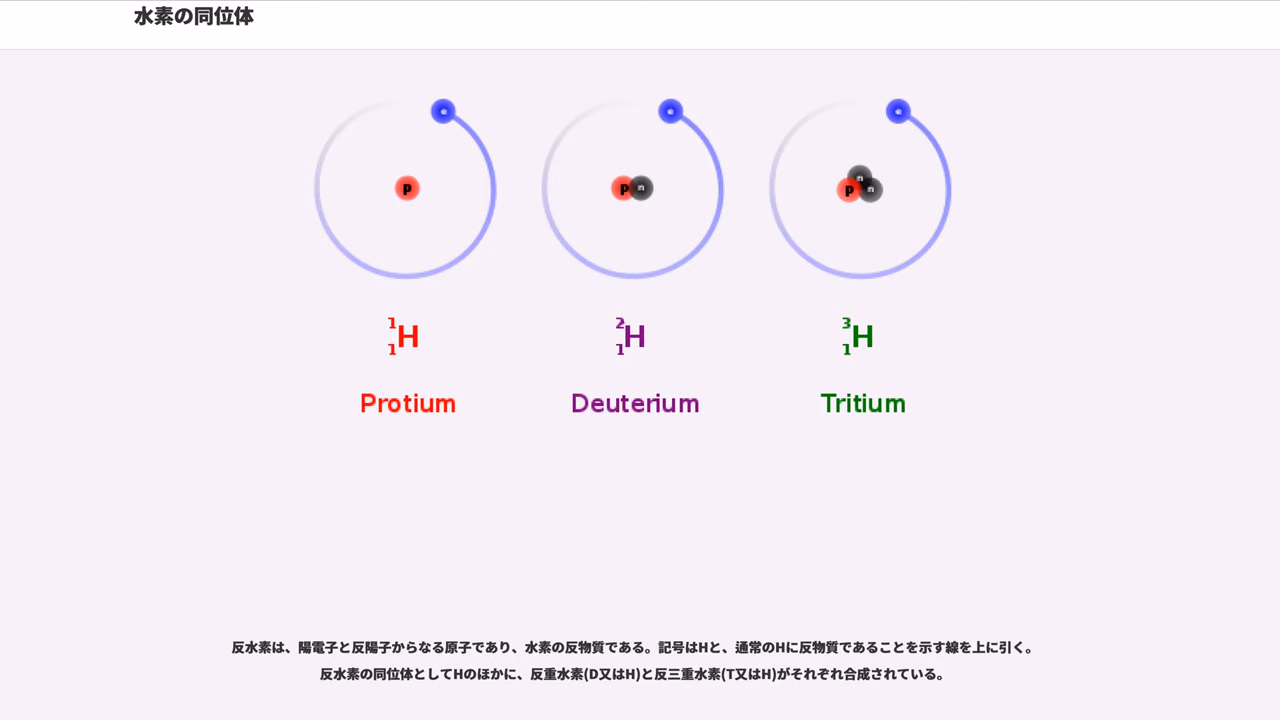 水素の同位体
p
p n
n
p n
1
1H
2
1H
3
1H
Protium Deuterium Tritium
反水素は、陽電子と反陽子からなる原子であり、水素の反物質である。記号はHと、通常のHに反物質であることを示す線を上に引く。
反水素の同位体としてHのほかに、反重水素(D又はH)と反三重水素(T又はH)がそれぞれ合成されている。